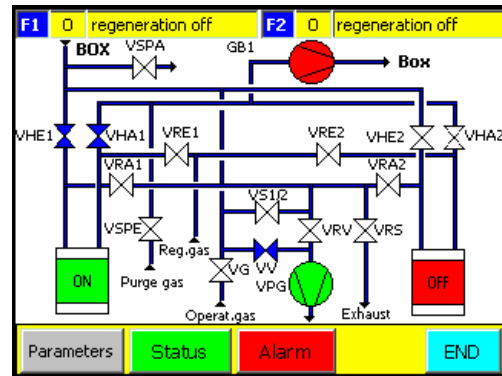 F1 0 regeneration off F2 0 regeneration off
BOX VSPA GB1 Box
VHE1 VHA1 VRE1 VRE2 VHE2 VHA2
VRA1 VRA2
VS1/2
VSPE VRV VRS
Reg.gas
ON Purge gas VG VV OFF
VPG
Operat.gas Exhaust
Parameters Status Alarm END